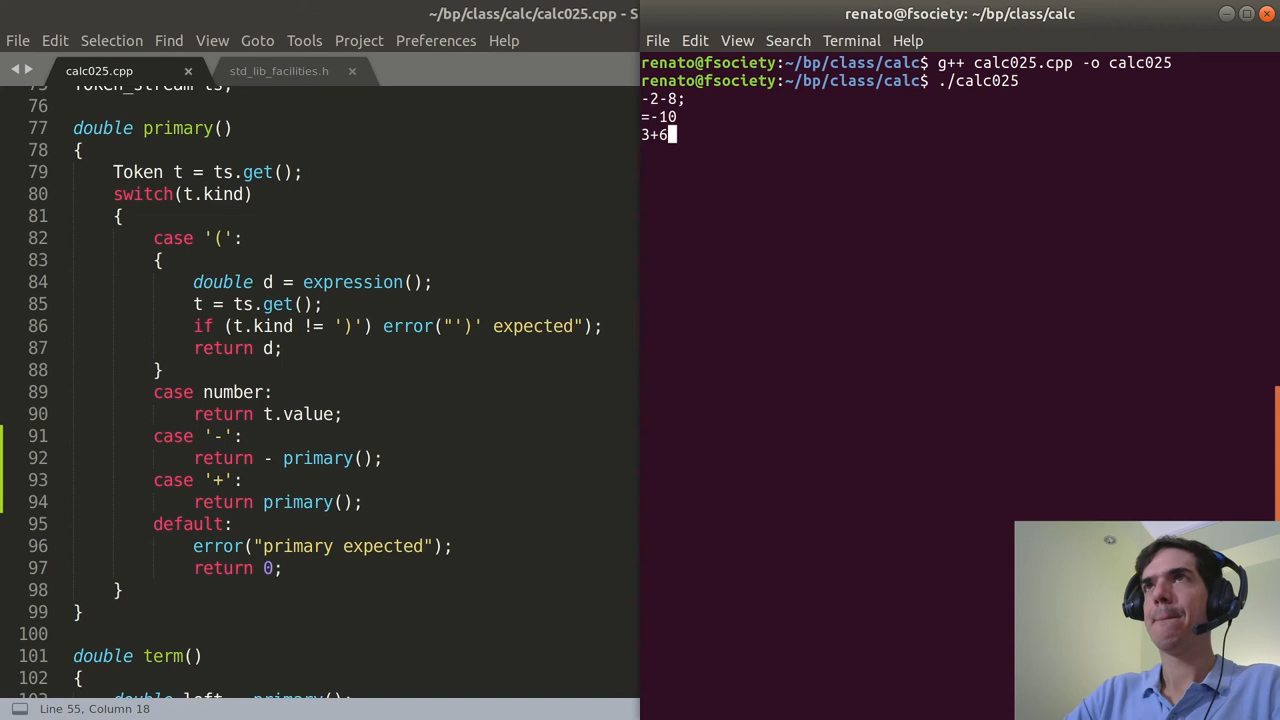 ~/bp/class/calc/calc025.cpp - S
File Edit Selection Find View Goto Tools Project Preferences Help
calc025.cpp × std_lib_facilities.h ×
75 Token_stream ts;
76
77 double primary()
78 {
79 Token t = ts.get();
80 switch(t.kind)
81 {
82 case '(':
83 {
84 double d = expression();
85 t = ts.get();
86 if (t.kind != ')') error("')' expected");
87 return d;
88 }
89 case number:
90 return t.value;
91 case '-':
92 return - primary();
93 case '+':
94 return primary();
95 default:
96 error("primary expected");
97 return 0;
98 }
99 }
100
101 double term()
102 {
103 double left = primary();
Line 55, Column 18
renato@fsociety: ~/bp/class/calc
File Edit View Search Terminal Help
renato@fsociety:~/bp/class/calc$ g++ calc025.cpp -o calc025
renato@fsociety:~/bp/class/calc$ ./calc025
-2-8;
=-10
3+6